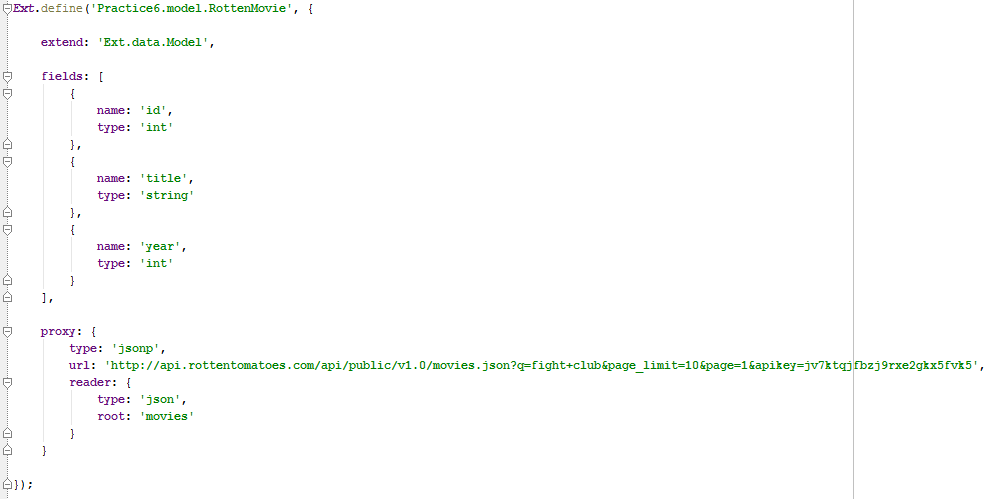 Ext.define('Practice6.model.RottenMovie', {
    extend: 'Ext.data.Model',
    fields: [
        {
            name: 'id',
            type: 'int'
        },
        {
            name: 'title',
            type: 'string'
        },
        {
            name: 'year',
            type: 'int'
        }
    ],
    proxy: {
        type: 'jsonp',
        url: 'http://api.rottentomatoes.com/api/public/v1.0/movies.json?q=fight+club&page_limit=10&page=1&apikey=jv7ktqjfbzj9rxe2gkx5fvk5',
        reader: {
            type: 'json',
            root: 'movies'
        }
    }
});